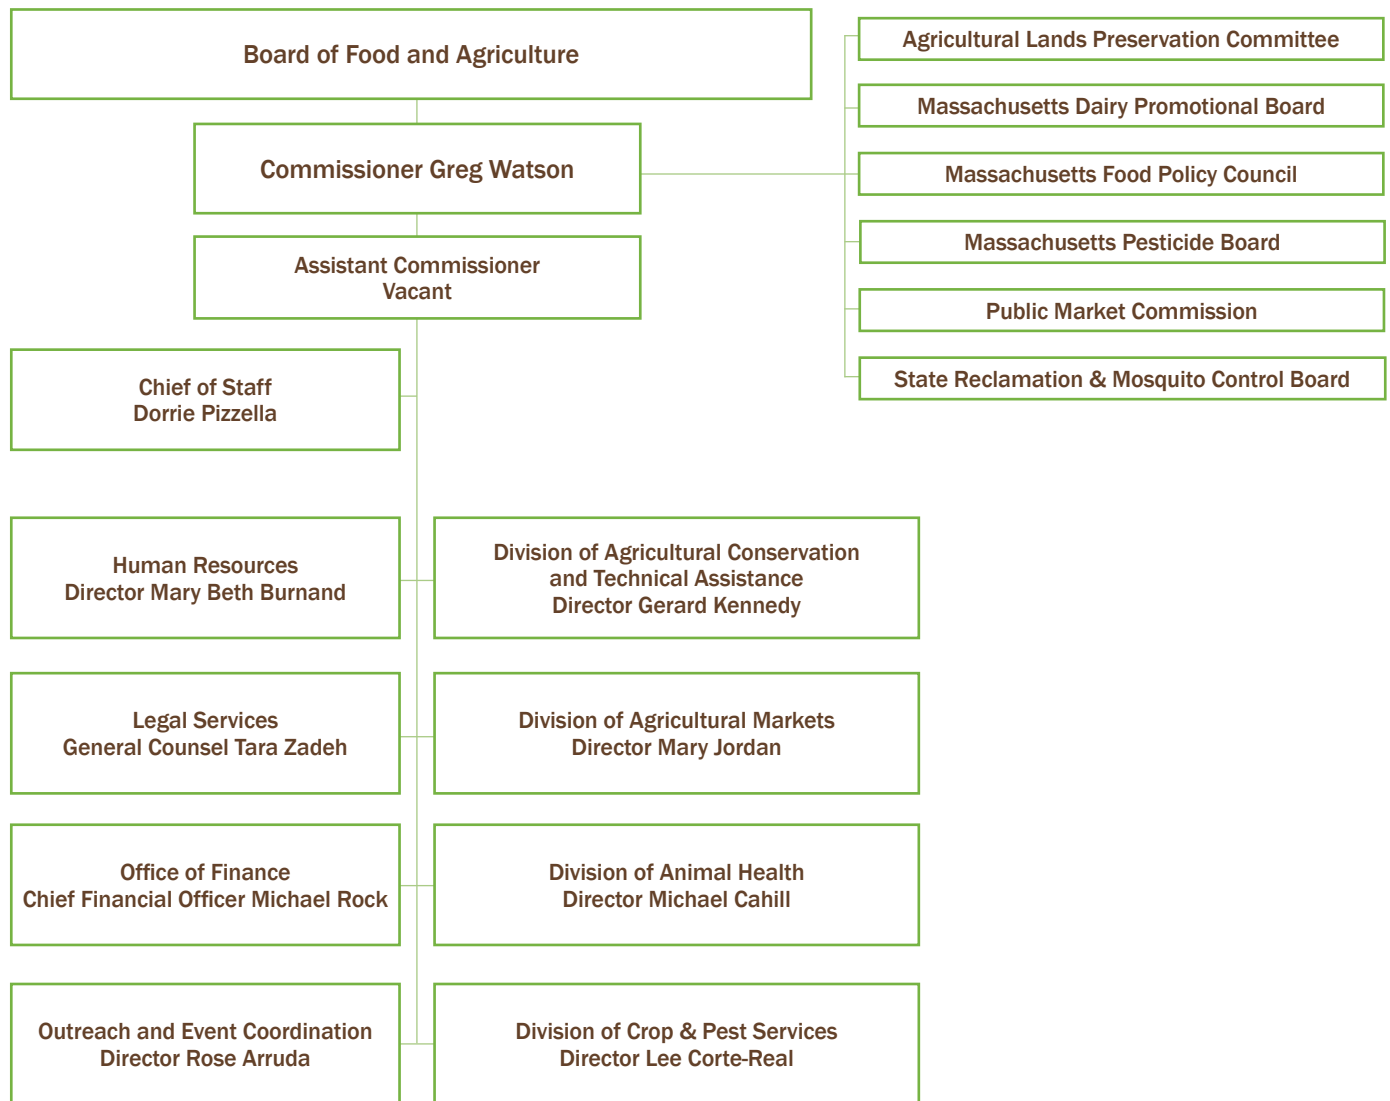 Board of Food and Agriculture
Commissioner Greg Watson
Assistant Commissioner
Vacant
Agricultural Lands Preservation Committee
Massachusetts Dairy Promotional Board
Massachusetts Food Policy Council
Massachusetts Pesticide Board
Public Market Commission
State Reclamation & Mosquito Control Board
Chief of Staff
Dorrie Pizzella
Human Resources
Director Mary Beth Burnand
Division of Agricultural Conservation
and Technical Assistance
Director Gerard Kennedy
Legal Services
General Counsel Tara Zadeh
Division of Agricultural Markets
Director Mary Jordan
Office of Finance
Chief Financial Officer Michael Rock
Division of Animal Health
Director Michael Cahill
Outreach and Event Coordination
Director Rose Arruda
Division of Crop & Pest Services
Director Lee Corte-Real